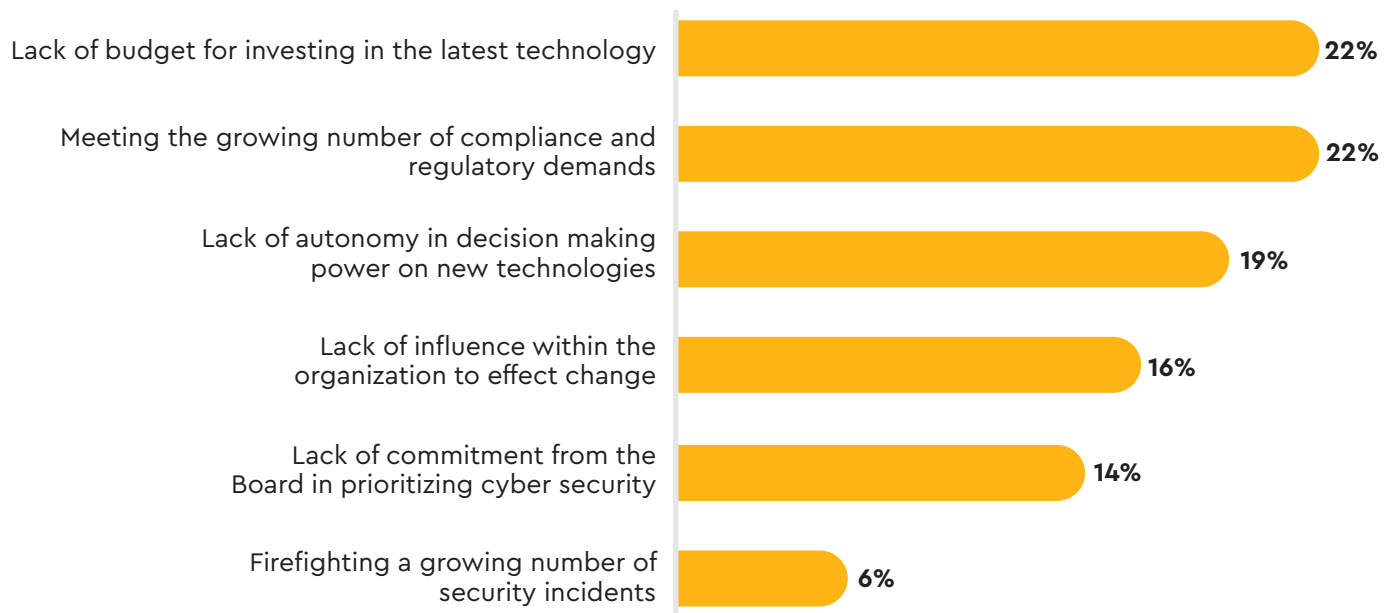 Lack of budget for investing in the latest technology
22%
Meeting the growing number of compliance and
regulatory demands
22%
Lack of autonomy in decision making
power on new technologies
19%
Lack of influence within the
organization to effect change
16%
Lack of commitment from the
Board in prioritizing cyber security
14%
Firefighting a growing number of
security incidents
6%